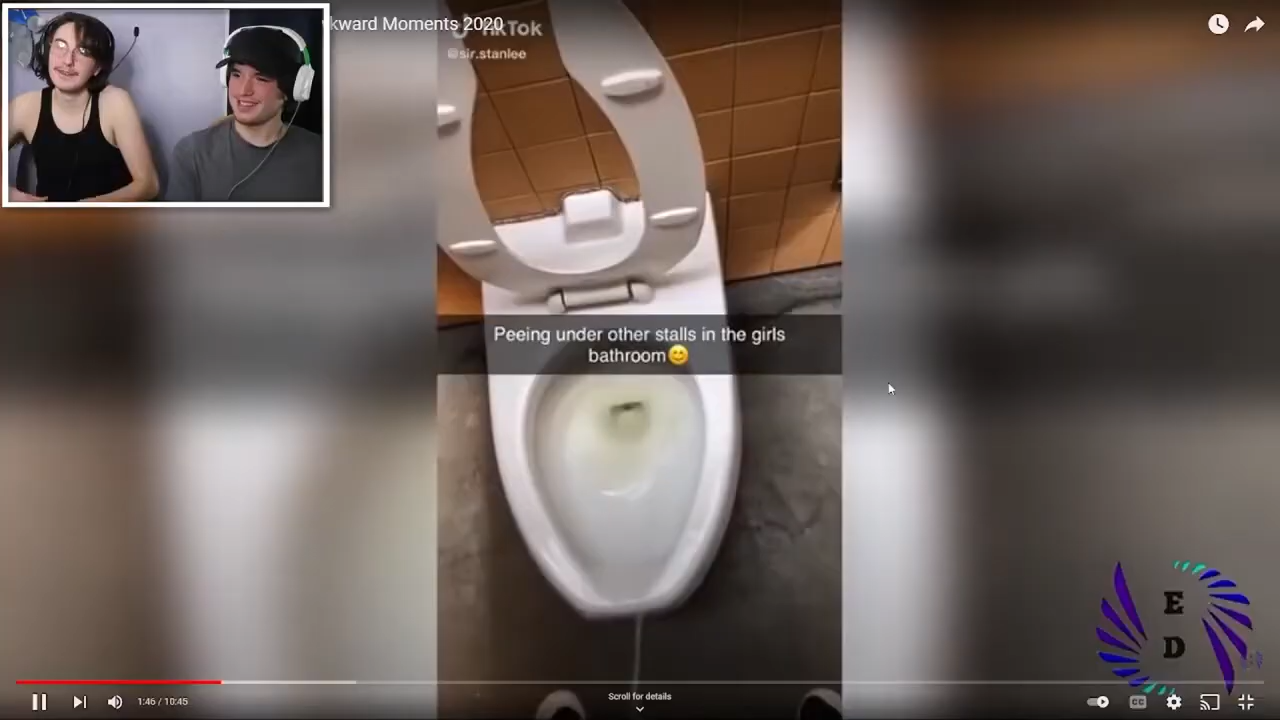 kward Moments 2020
TikTok
@sir.stanlee
Peeing under other stalls in the girls
bathroom😊
E
D
1:46 / 10:45
Scroll for details
CC